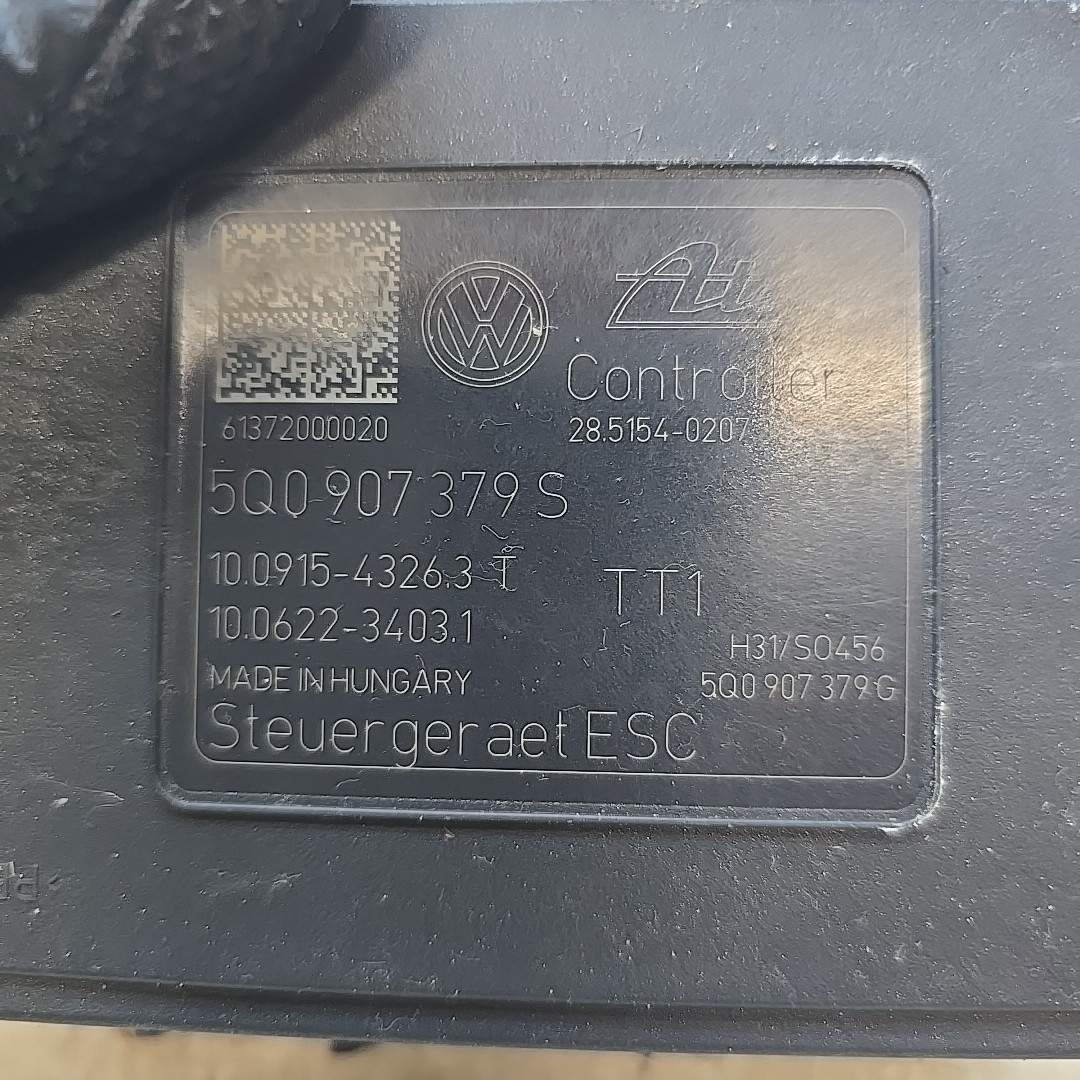 Ate
Controller
61372000020
28.5154-0207
5Q0 907 379 S
10.0915-4326.3 T
TT1
10.0622-3403.1
H31/S0456
MADE IN HUNGARY
5Q0 907 379 G
Steuergeraet ESC